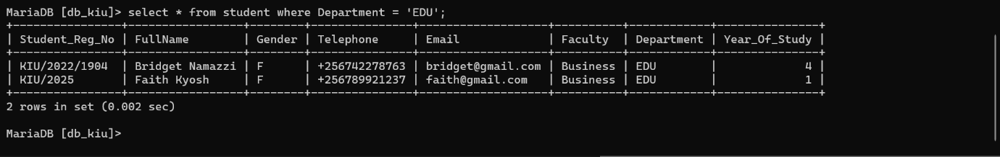 MariaDB [db_kiu]> select * from student where Department = 'EDU';
+----------------+-----------------+--------+---------------+-------------------+----------+------------+---------------+
| Student_Reg_No | FullName        | Gender | Telephone     | Email             | Faculty  | Department | Year_Of_Study |
+----------------+-----------------+--------+---------------+-------------------+----------+------------+---------------+
| KIU/2022/1904  | Bridget Namazzi | F      | +256742278763 | bridget@gmail.com | Business | EDU        |             4 |
| KIU/2025       | Faith Kyosh     | F      | +256789921237 | faith@gmail.com   | Business | EDU        |             1 |
+----------------+-----------------+--------+---------------+-------------------+----------+------------+---------------+
2 rows in set (0.002 sec)
MariaDB [db_kiu]>